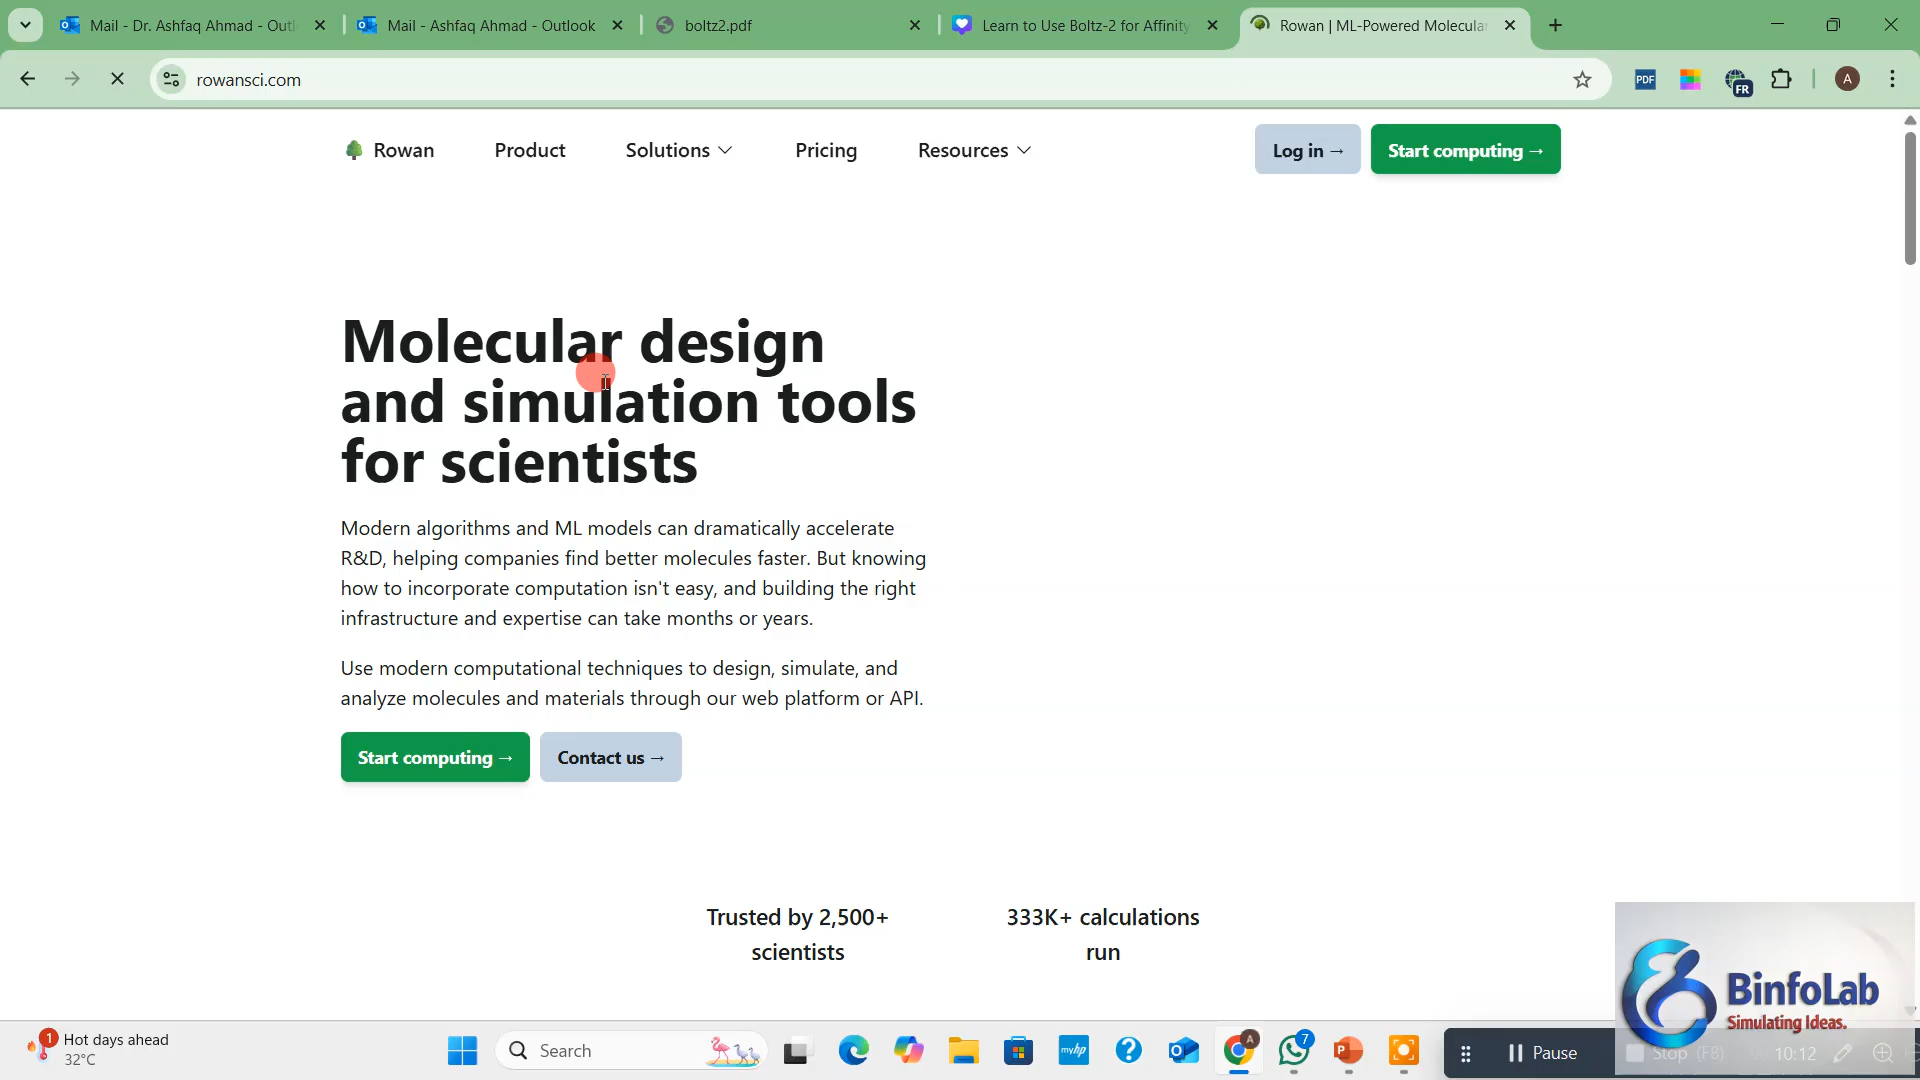 Mail - Dr. Ashfaq Ahmad - Outl
Mail - Ashfaq Ahmad - Outlook
boltz2.pdf
Learn to Use Boltz-2 for Affinity
Rowan | ML-Powered Molecular
rowansci.com
PDF
FR
A
Rowan
Product
Solutions
Pricing
Resources
Log in →
Start computing →
Molecular design
and simulation tools
for scientists
Modern algorithms and ML models can dramatically accelerate
R&D, helping companies find better molecules faster. But knowing
how to incorporate computation isn't easy, and building the right
infrastructure and expertise can take months or years.
Use modern computational techniques to design, simulate, and
analyze molecules and materials through our web platform or API.
Start computing →
Contact us →
Trusted by 2,500+
scientists
333K+ calculations
run
BinfoLab
Simulating Ideas.
1
Hot days ahead
32°C
Search
myhp
A
7
Pause
Stop (F8)
10:12